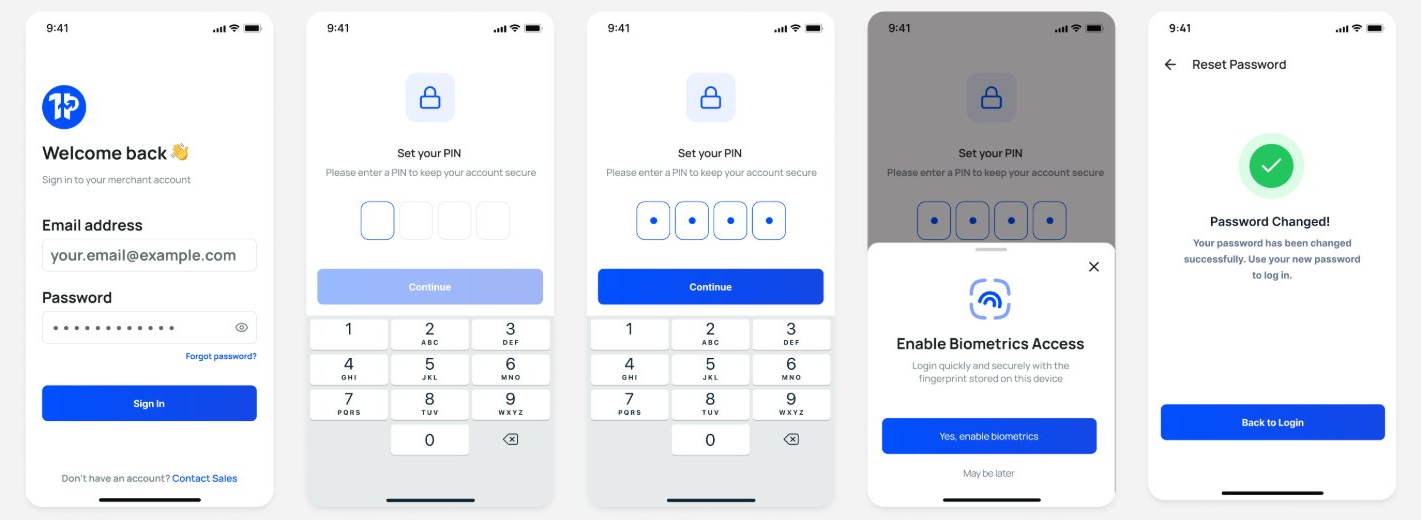 9:41
1P
Welcome back 👋
Sign in to your merchant account
Email address
your.email@example.com
Password
Forgot password?
Sign In
Don't have an account? Contact Sales
9:41
Set your PIN
Please enter a PIN to keep your account secure
Continue
1
2
3
ABC
DEF
4
5
6
GHI
JKL
MNO
7
8
9
PQRS
TUV
WXYZ
0
9:41
Set your PIN
Please enter a PIN to keep your account secure
Continue
1
2
3
ABC
DEF
4
5
6
GHI
JKL
MNO
7
8
9
PQRS
TUV
WXYZ
0
9:41
Set your PIN
Please enter a PIN to keep your account secure
Enable Biometrics Access
Login quickly and securely with the
fingerprint stored on this device
Yes, enable biometrics
May be later
9:41
Reset Password
Password Changed!
Your password has been changed
successfully. Use your new password
to log in.
Back to Login